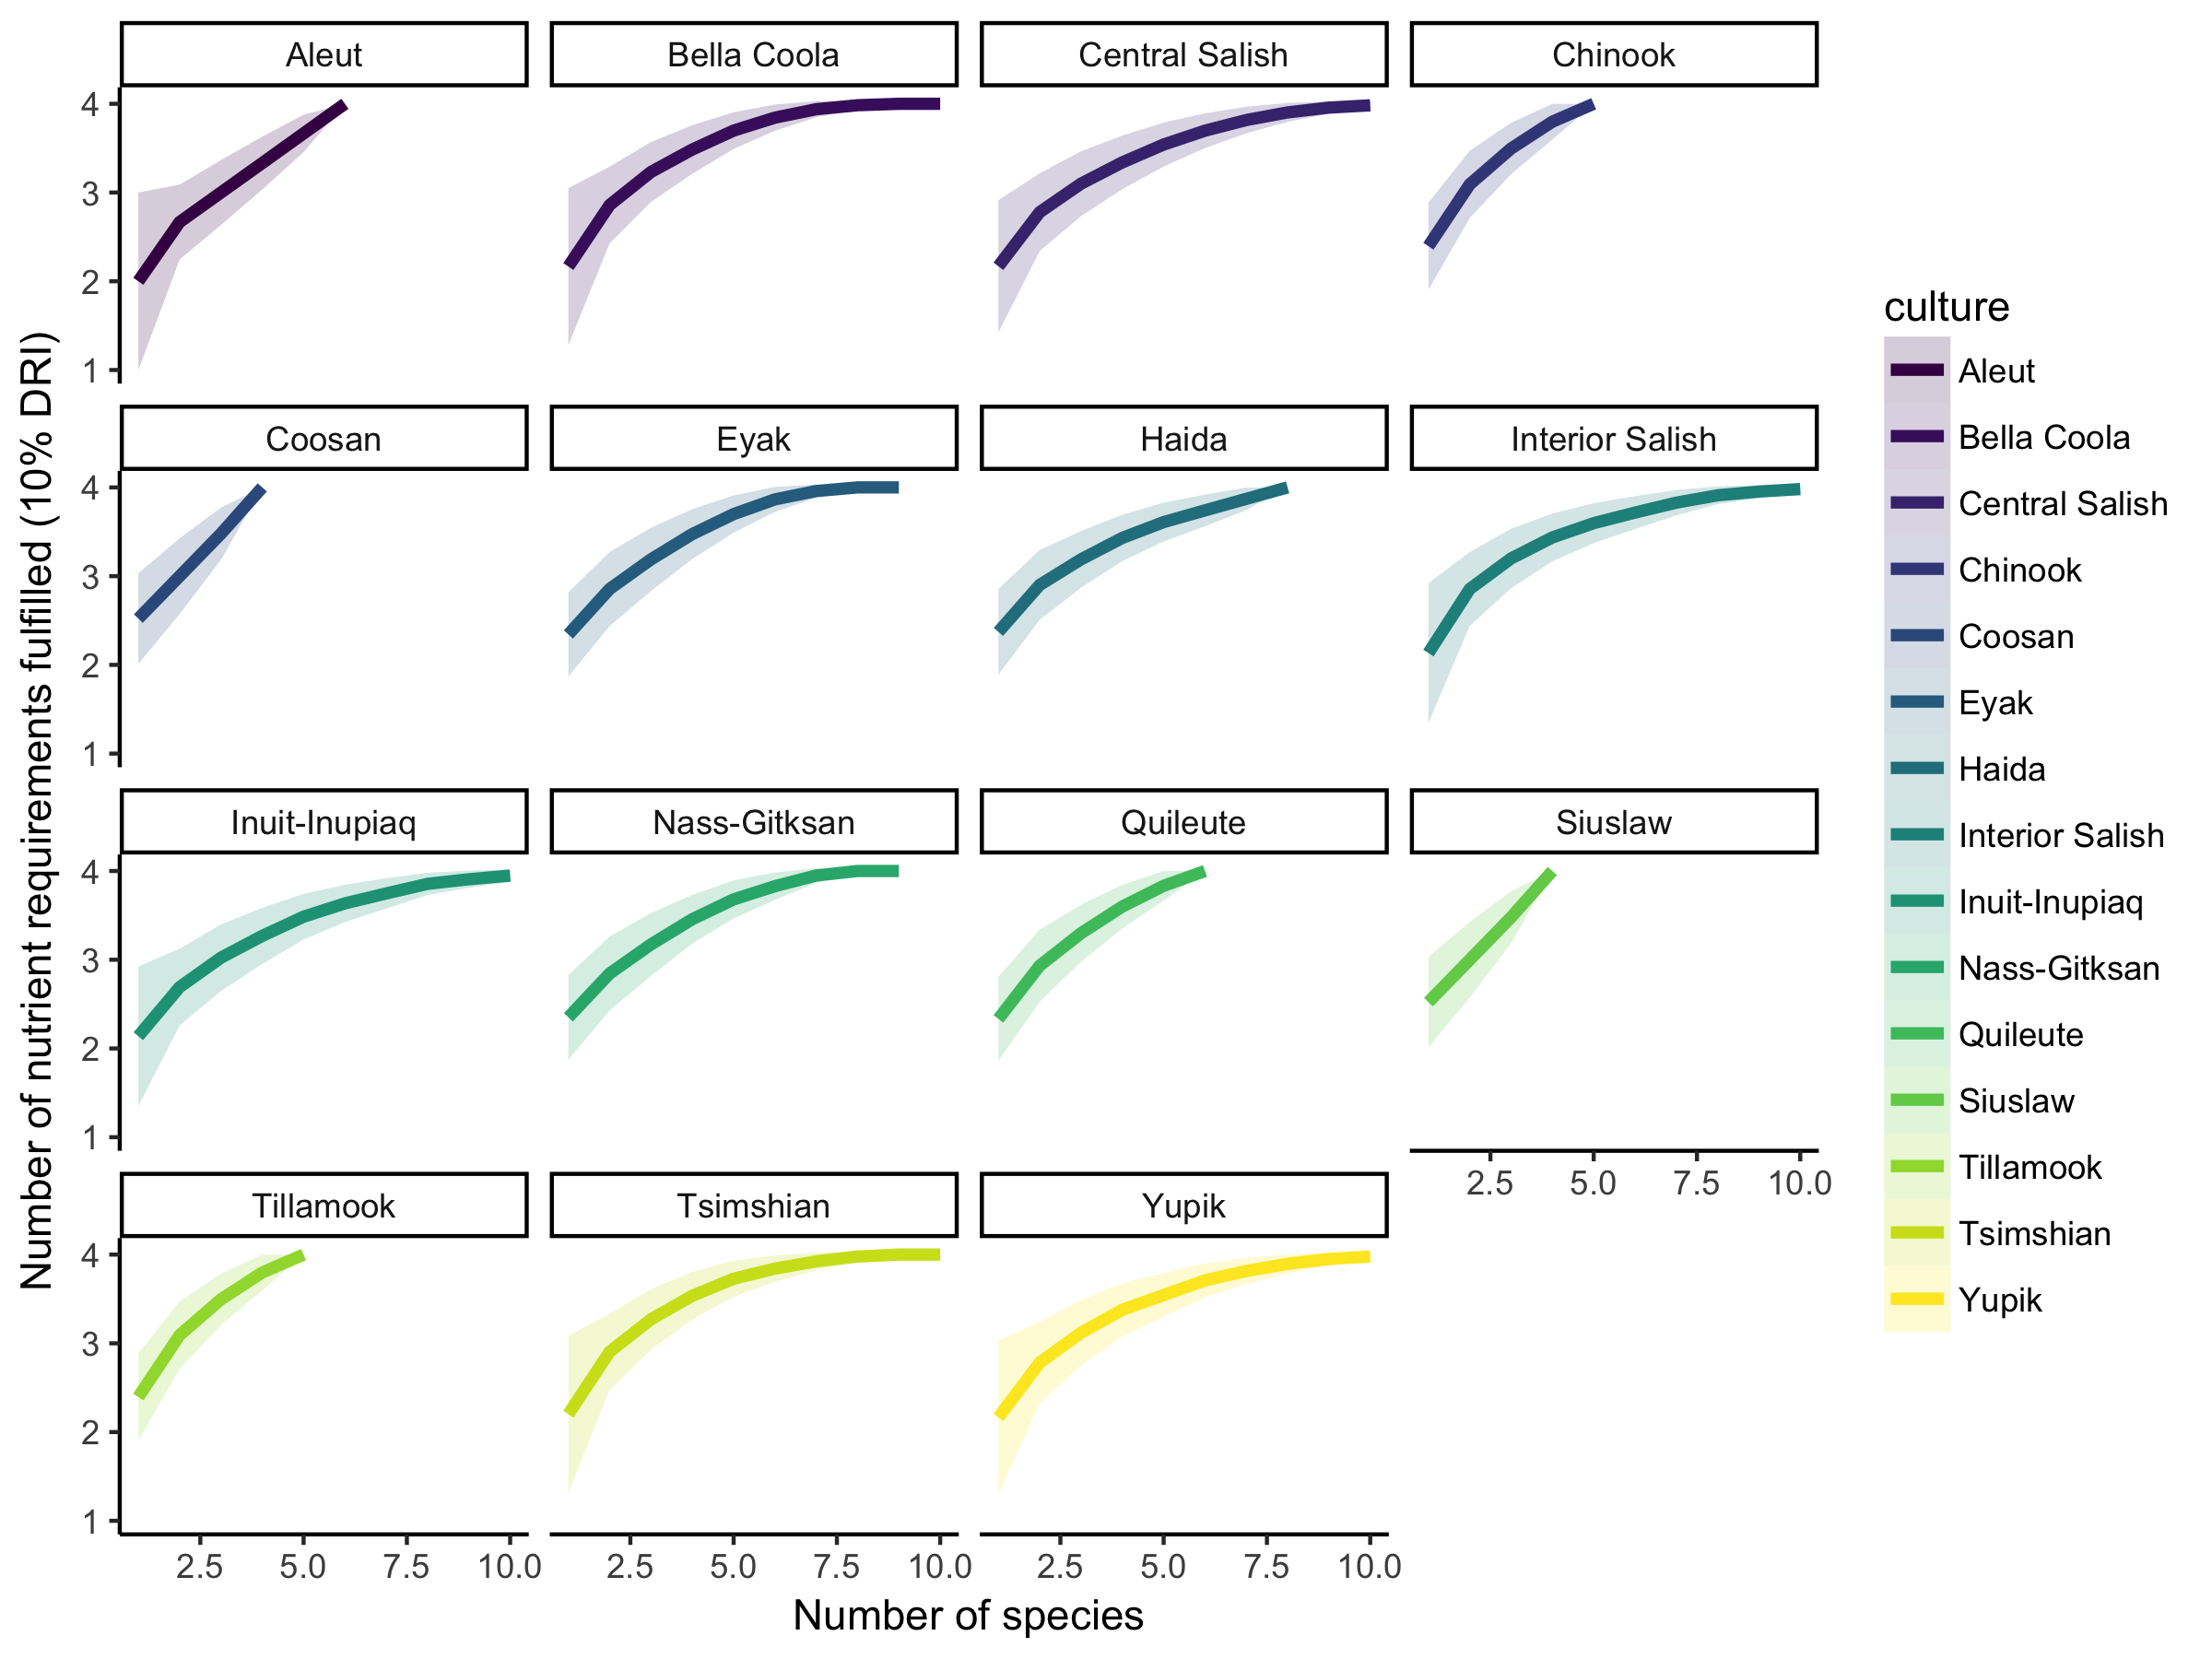 Aleut
Bella Coola
Central Salish
Chinook
4
3
2
1
Coosan
Eyak
Haida
Interior Salish
4
3
2
1
Inuit-Inupiaq
Nass-Gitksan
Quileute
Siuslaw
4
3
2
1
2.5 5.0 7.5 10.0
Tillamook
Tsimshian
Yupik
4
3
2
1
2.5 5.0 7.5 10.0
2.5 5.0 7.5 10.0
2.5 5.0 7.5 10.0
Number of species
Number of nutrient requirements fulfilled (10% DRI)
culture
Aleut
Bella Coola
Central Salish
Chinook
Coosan
Eyak
Haida
Interior Salish
Inuit-Inupiaq
Nass-Gitksan
Quileute
Siuslaw
Tillamook
Tsimshian
Yupik